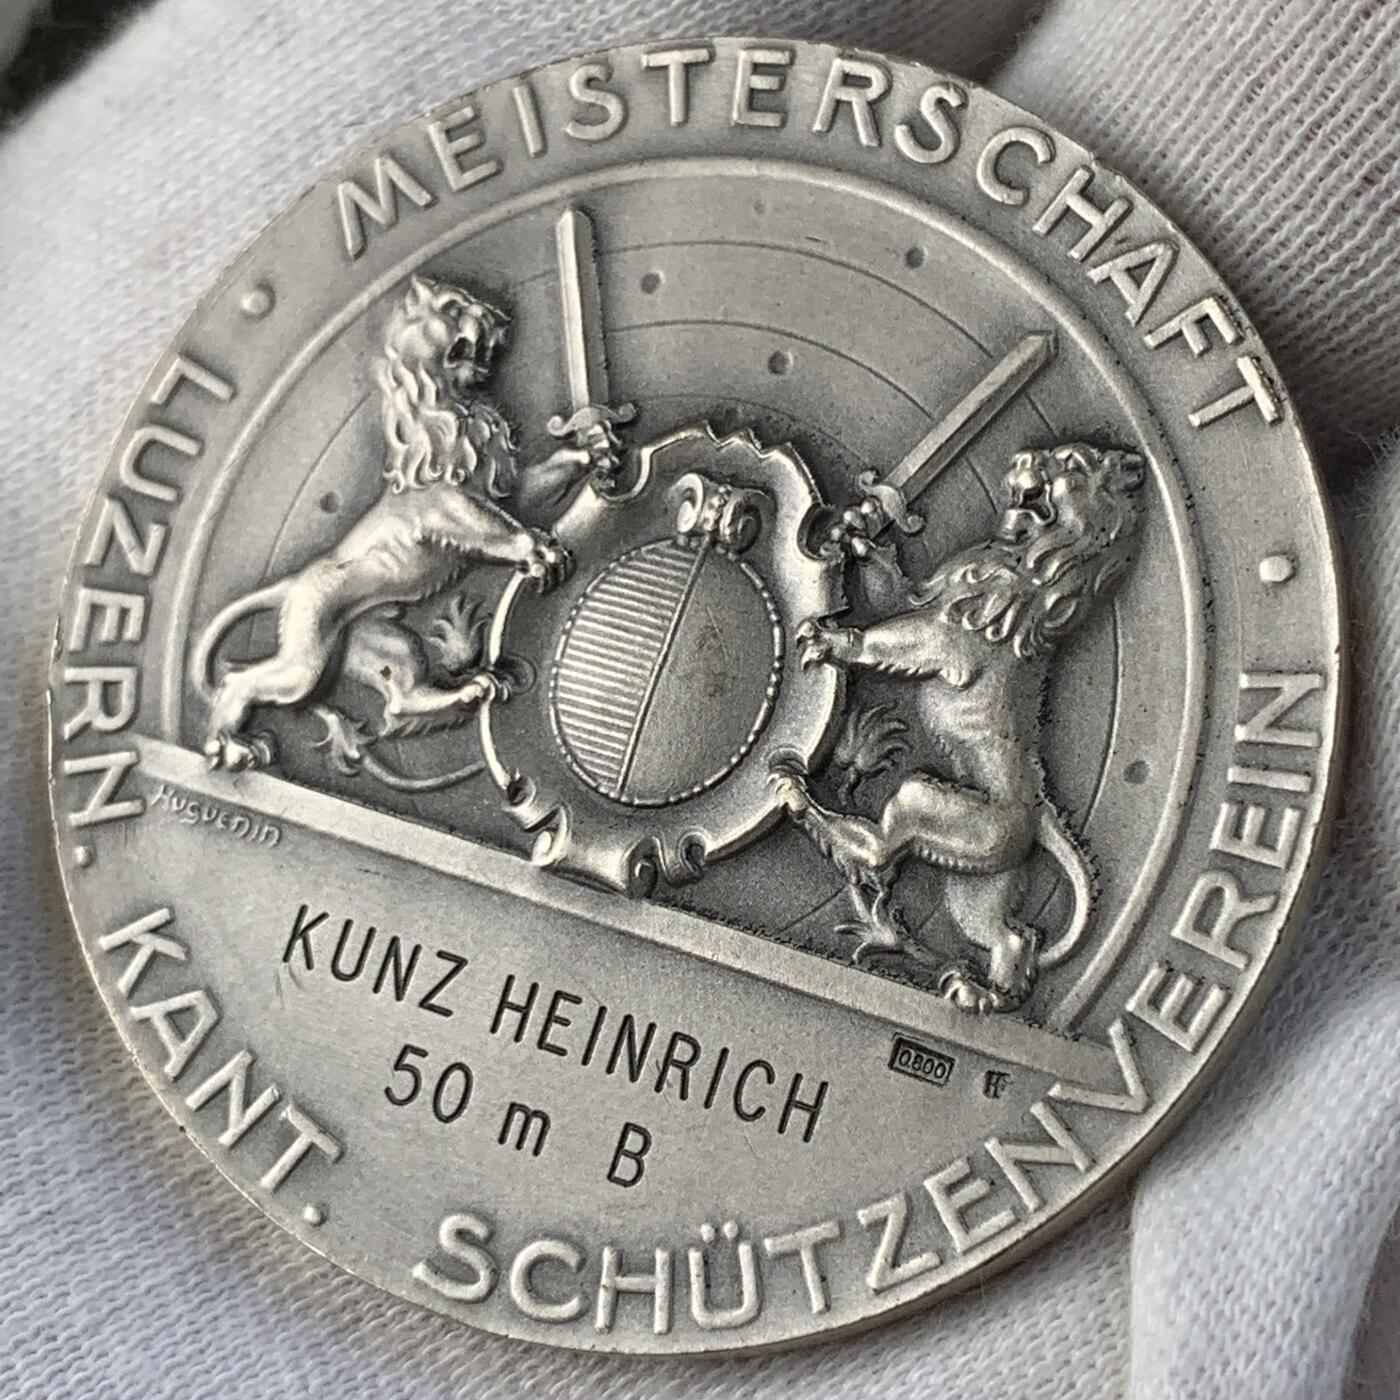 • MEISTERSCHAFT •
LUZERN. KANT. SCHÜTZENVEREIN
HUGUENIN
KUNZ HEINRICH
50 m B
0.800